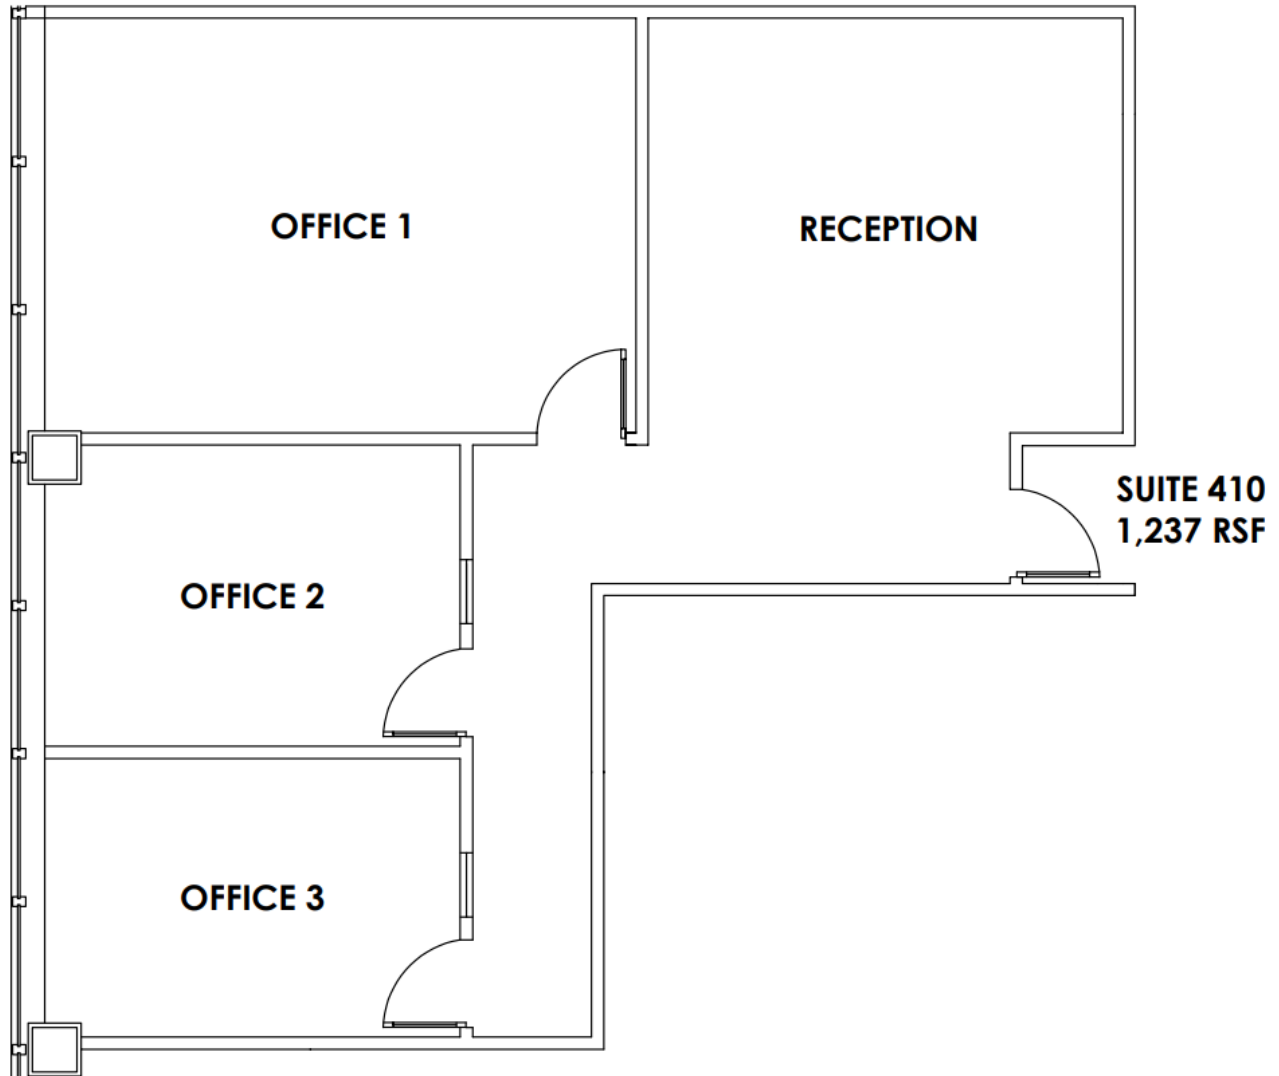 OFFICE 1
RECEPTION
SUITE 410
1,237 RSF
OFFICE 2
OFFICE 3